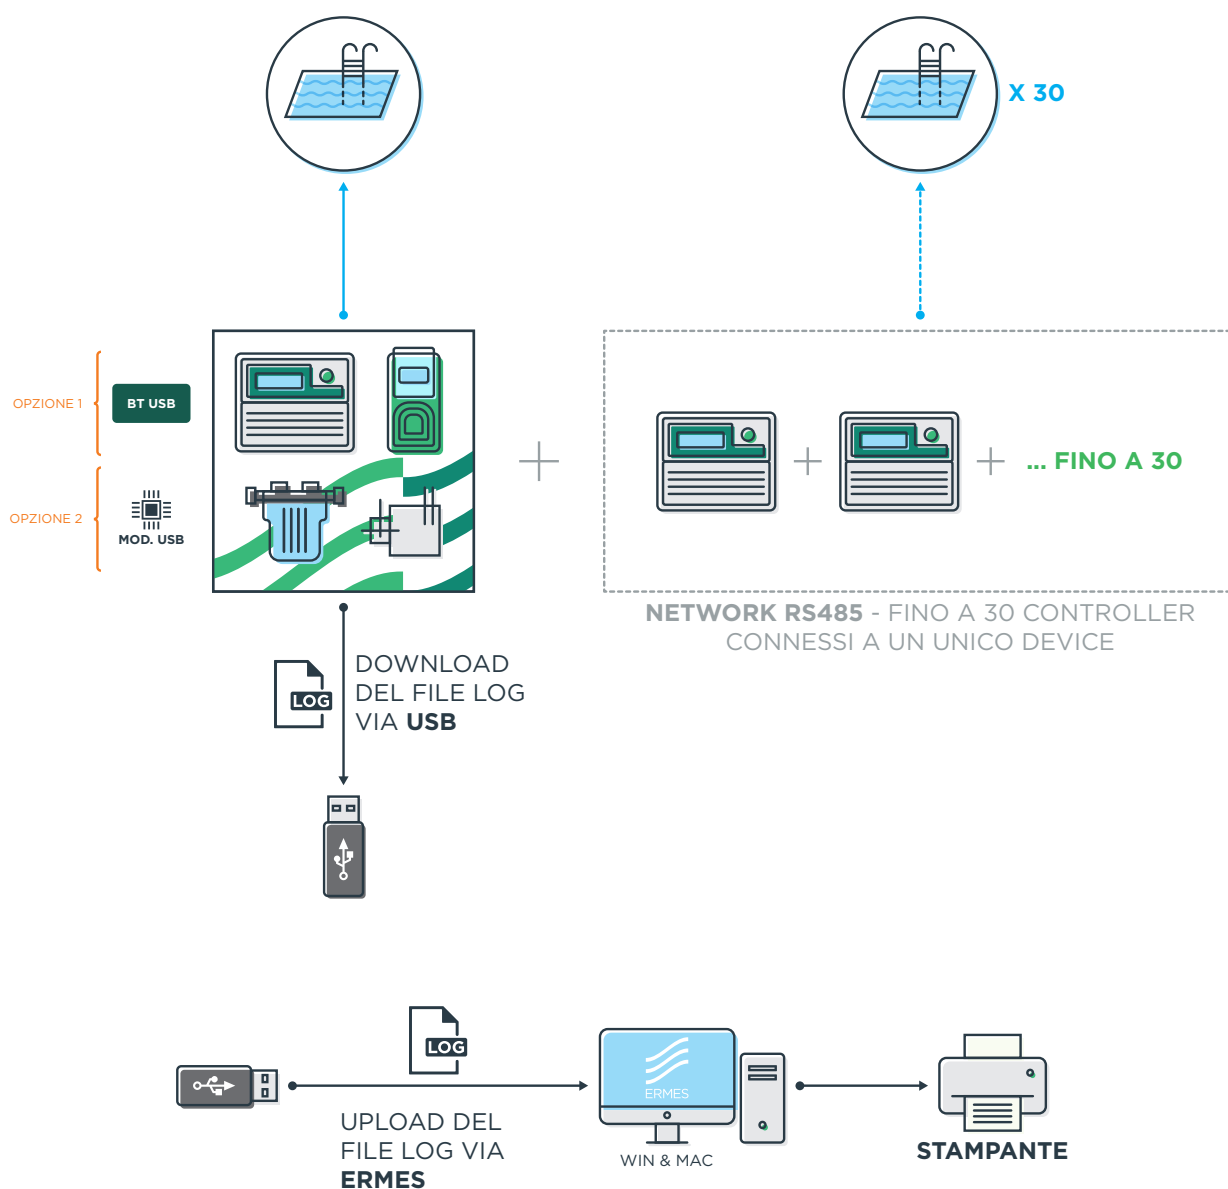 X 30
OPZIONE 1
BT USB
OPZIONE 2
MOD. USB
... FINO A 30
NETWORK RS485 - FINO A 30 CONTROLLER
CONNESSI A UN UNICO DEVICE
LOG
DOWNLOAD
DEL FILE LOG
VIA USB
LOG
UPLOAD DEL
FILE LOG VIA
ERMES
ERMES
WIN & MAC
STAMPANTE